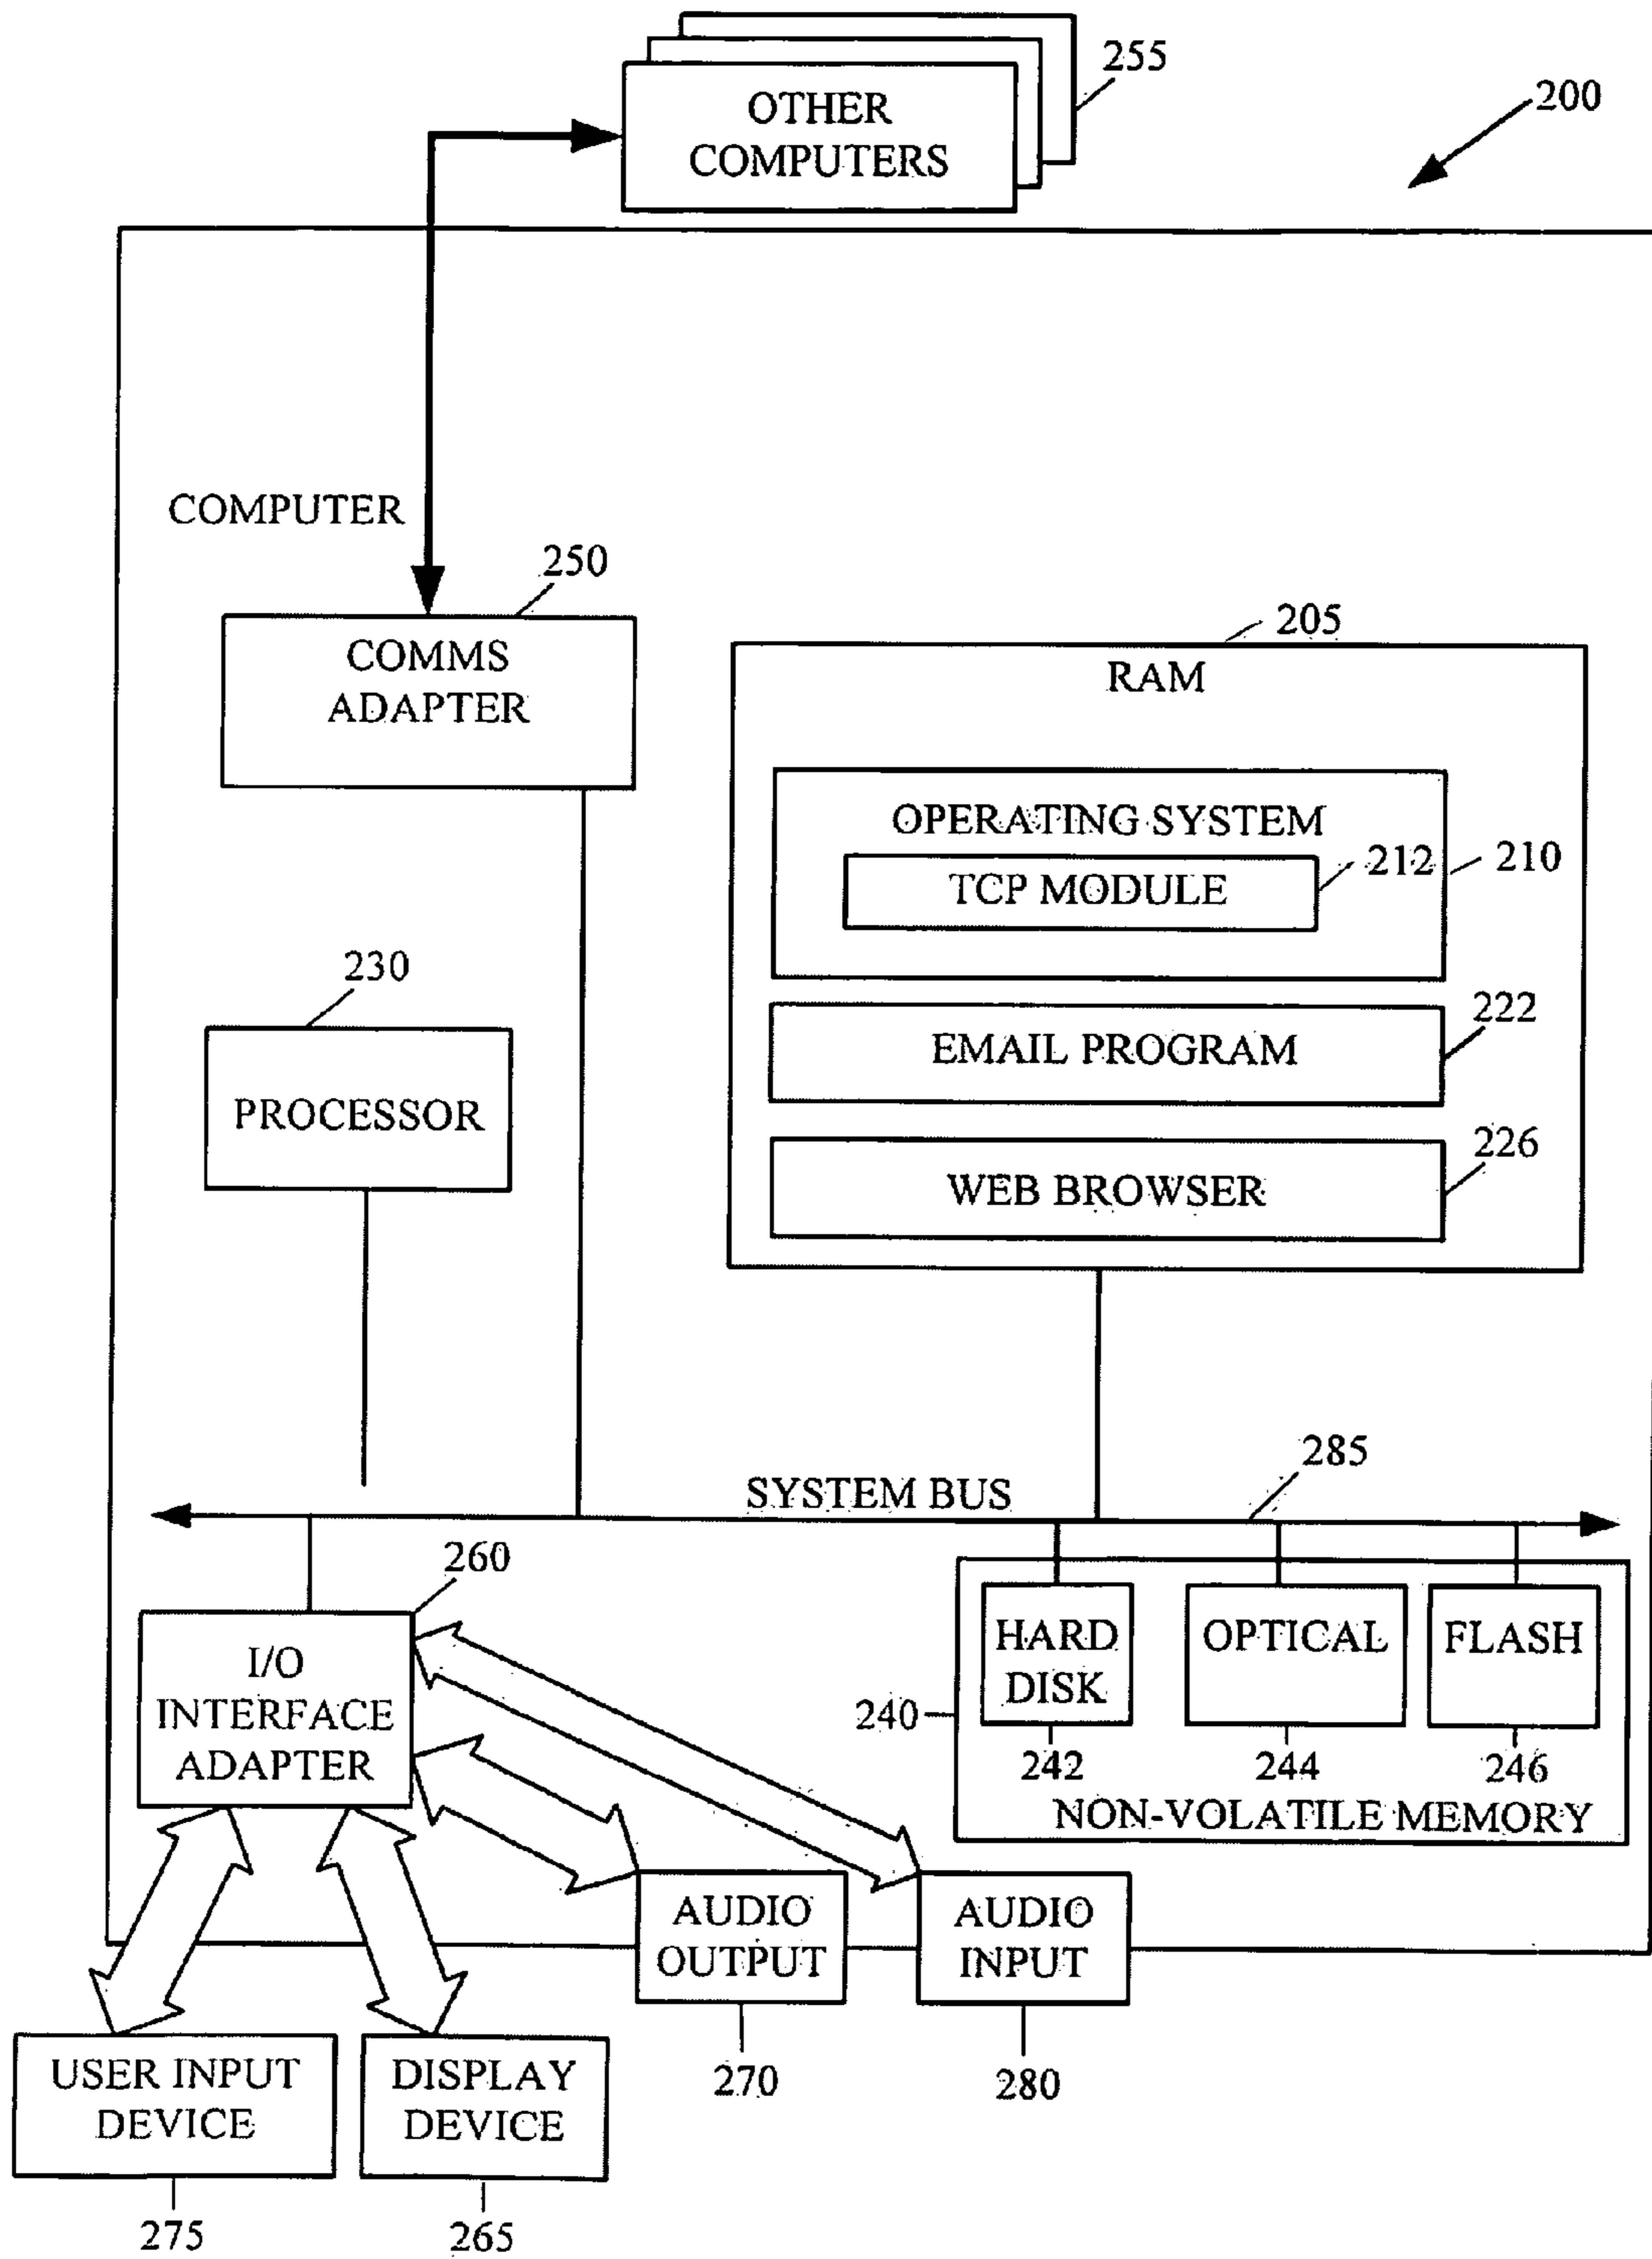 255
OTHER
COMPUTERS
200
COMPUTER
250
COMMS
ADAPTER
205
RAM
OPERATING SYSTEM
TCP MODULE
212
210
230
PROCESSOR
EMAIL PROGRAM
222
WEB BROWSER
226
SYSTEM BUS
285
260
I/O
INTERFACE
ADAPTER
240
HARD
DISK
OPTICAL
FLASH
242
244
246
NON-VOLATILE MEMORY
AUDIO
OUTPUT
AUDIO
INPUT
270
280
USER INPUT
DEVICE
DISPLAY
DEVICE
275
265